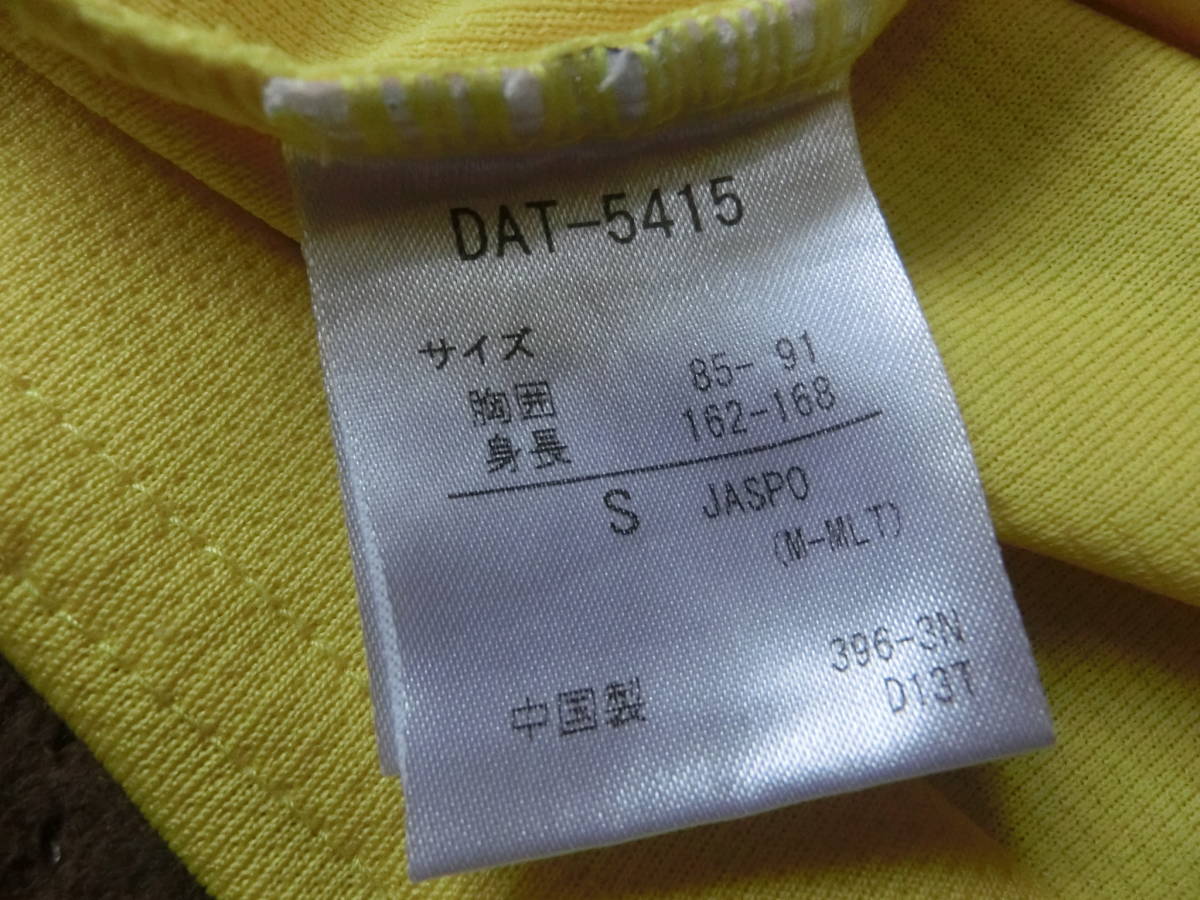 DAT-5415
サイズ
胸囲 85- 91
身長 162-168
S JASPO
(M-MLT)
396-3N
中国製 D13T